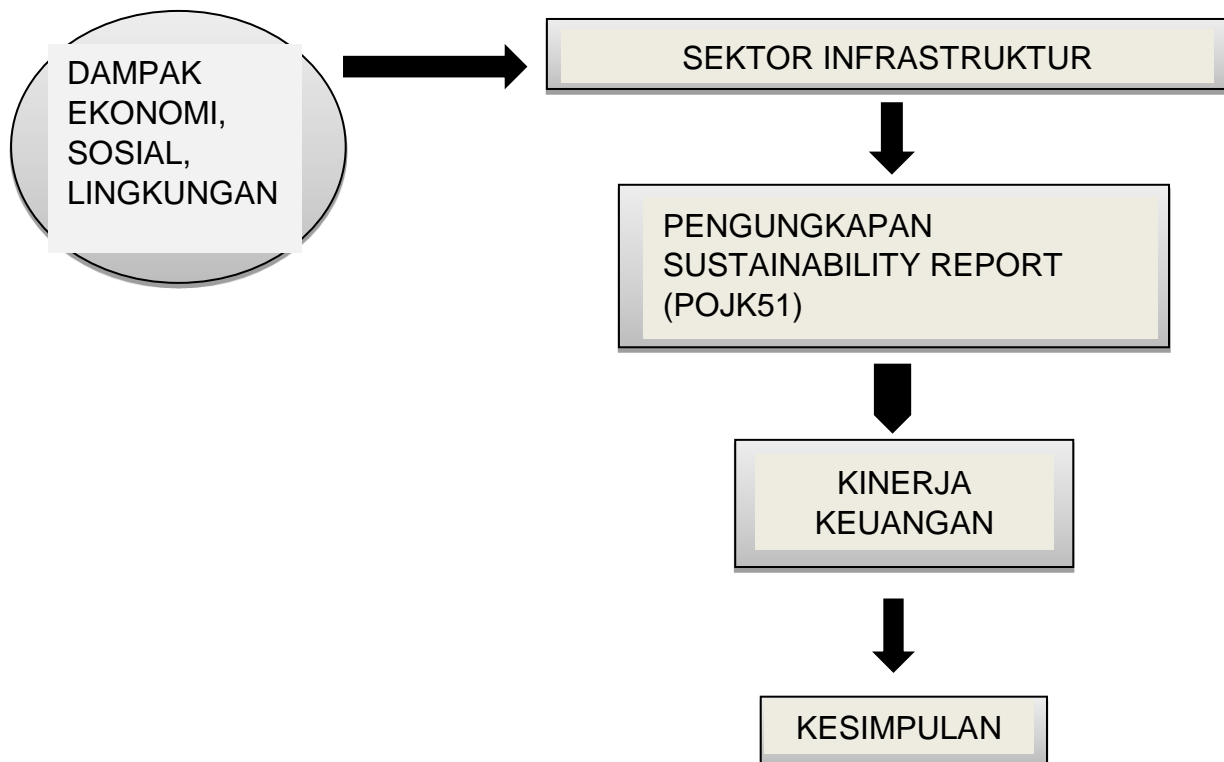 DAMPAK
EKONOMI,
SOSIAL,
LINGKUNGAN
SEKTOR INFRASTRUKTUR
PENGUNGKAPAN
SUSTAINABILITY REPORT
(POJK51)
KINERJA
KEUANGAN
KESIMPULAN